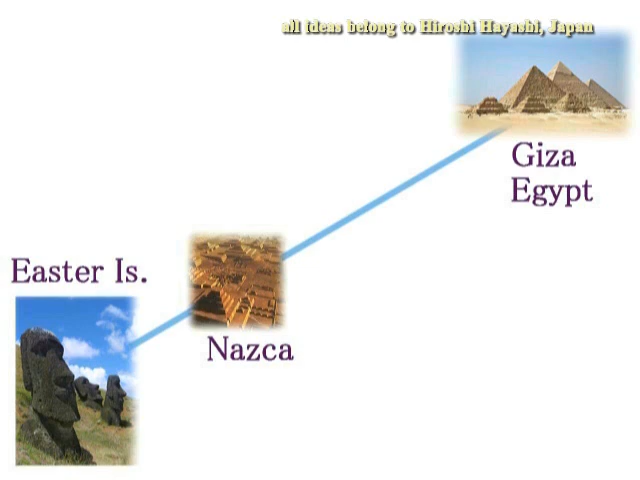 all ideas belong to Hiroshi Hayashi, Japan
Giza
Egypt
Easter Is.
Nazca